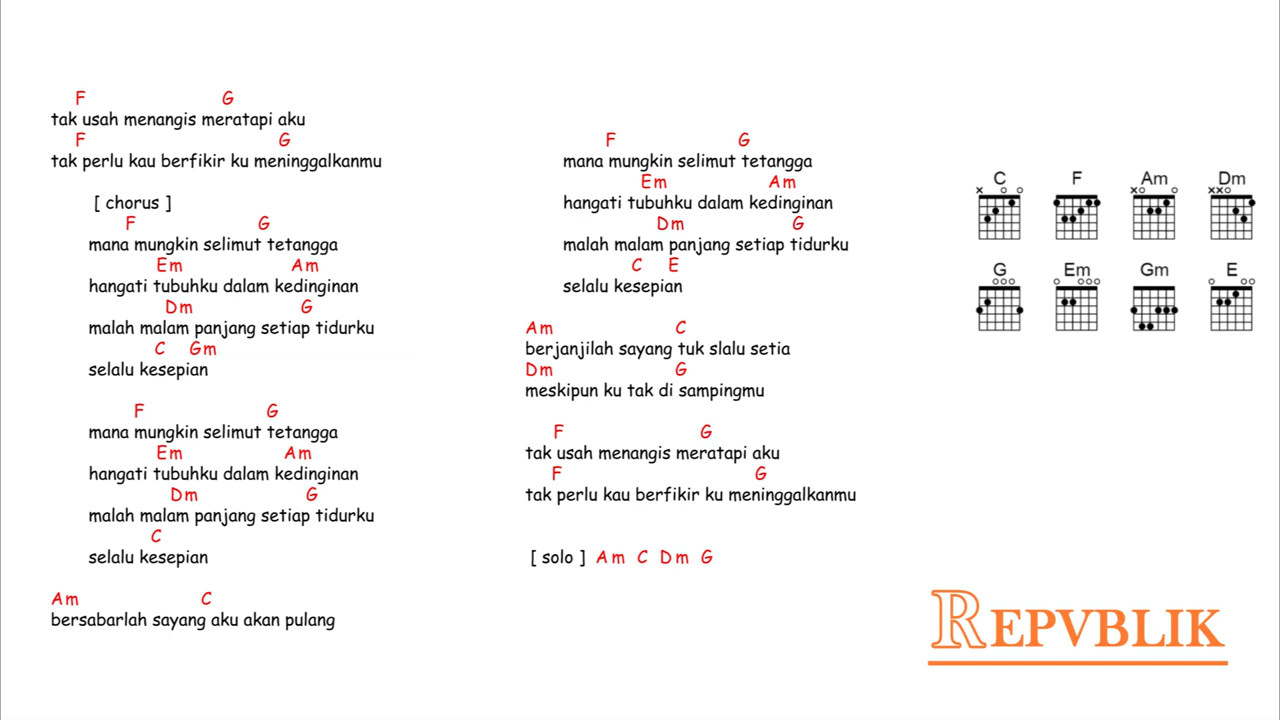 F G
tak usah menangis meratapi aku
F G
tak perlu kau berfikir ku meninggalkanmu
[ chorus ]
F G
mana mungkin selimut tetangga
Em Am
hangati tubuhku dalam kedinginan
Dm G
malah malam panjang setiap tidurku
C Gm
selalu kesepian
F G
mana mungkin selimut tetangga
Em Am
hangati tubuhku dalam kedinginan
Dm G
malah malam panjang setiap tidurku
C
selalu kesepian
Am C
bersabarlah sayang aku akan pulang
F G
mana mungkin selimut tetangga
Em Am
hangati tubuhku dalam kedinginan
Dm G
malah malam panjang setiap tidurku
C E
selalu kesepian
Am C
berjanjilah sayang tuk slalu setia
Dm G
meskipun ku tak di sampingmu
F G
tak usah menangis meratapi aku
F G
tak perlu kau berfikir ku meninggalkanmu
[ solo ] Am C Dm G
C F Am Dm
G Em Gm E
REPVBLIK